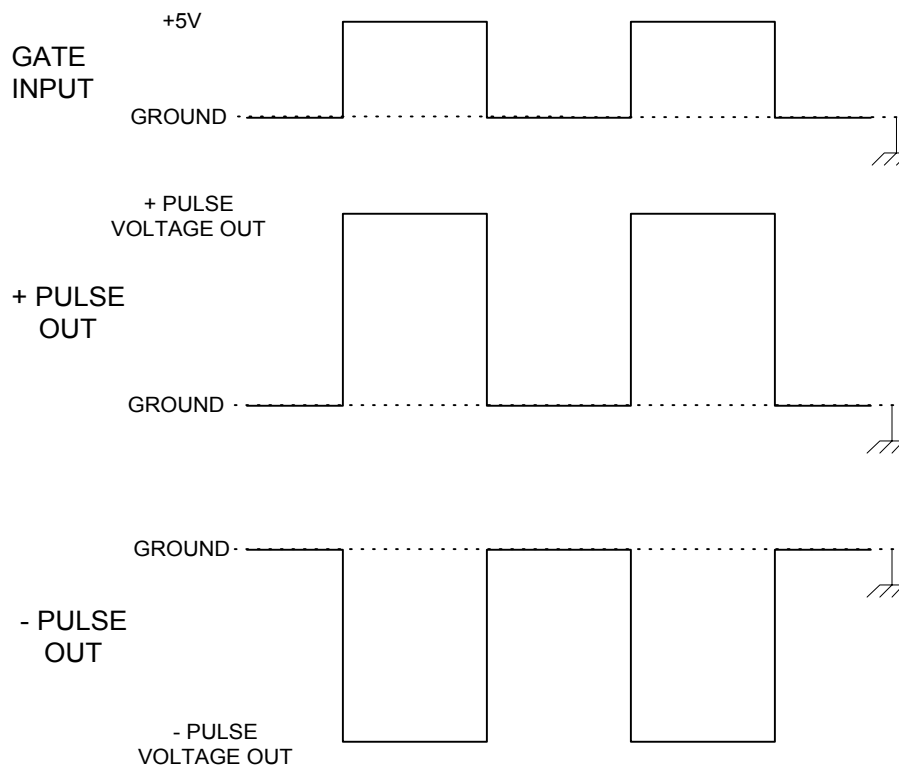 +5V
GATE
INPUT
GROUND
+ PULSE
VOLTAGE OUT
+ PULSE
OUT
GROUND
GROUND
- PULSE
OUT
- PULSE
VOLTAGE OUT